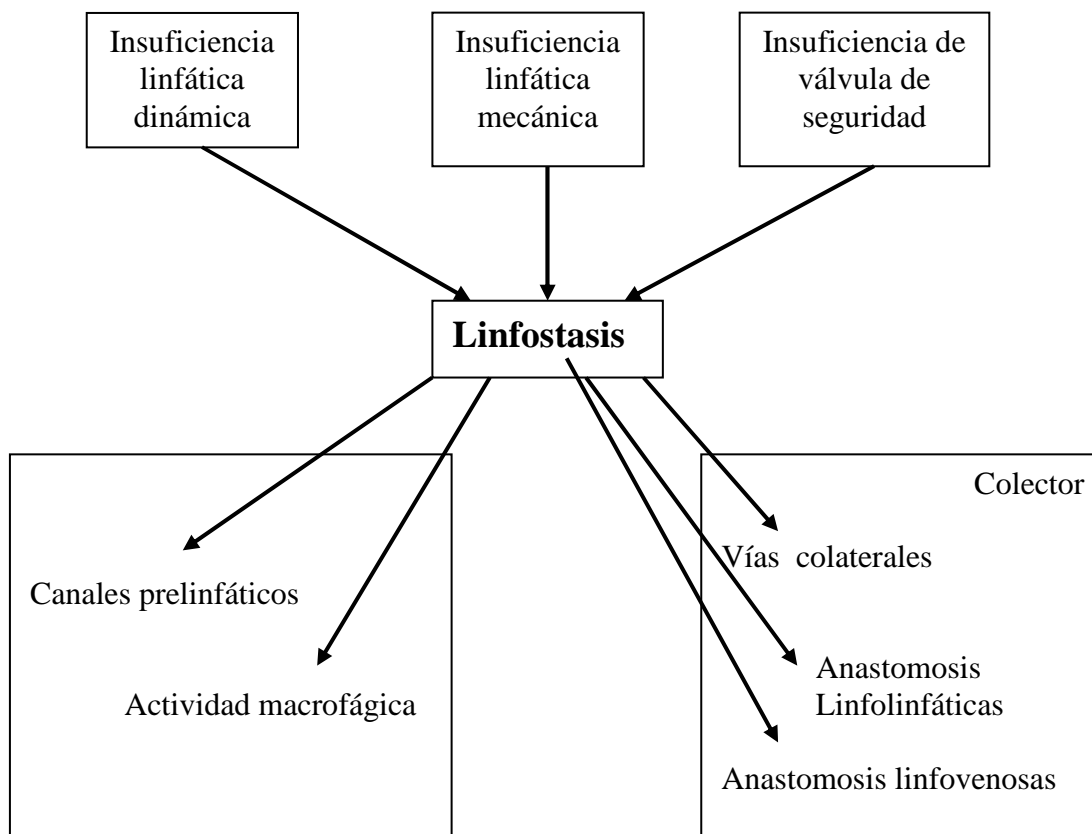 Insuficiencia
linfática
dinámica
Insuficiencia
linfática
mecánica
Insuficiencia de
válvula de
seguridad
Linfostasis
Colector
Vías colaterales
Canales prelinfáticos
Anastomosis
Linfolinfáticas
Actividad macrofágica
Anastomosis linfovenosas